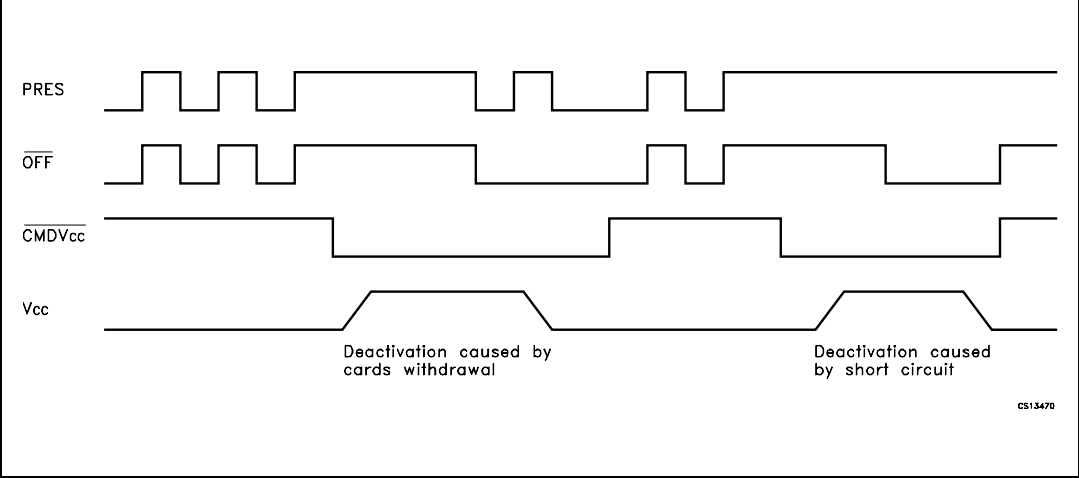 PRES
OFF
CMDVcc
Vcc
Deactivation caused by
cards withdrawal
Deactivation caused
by short circuit
CS13470